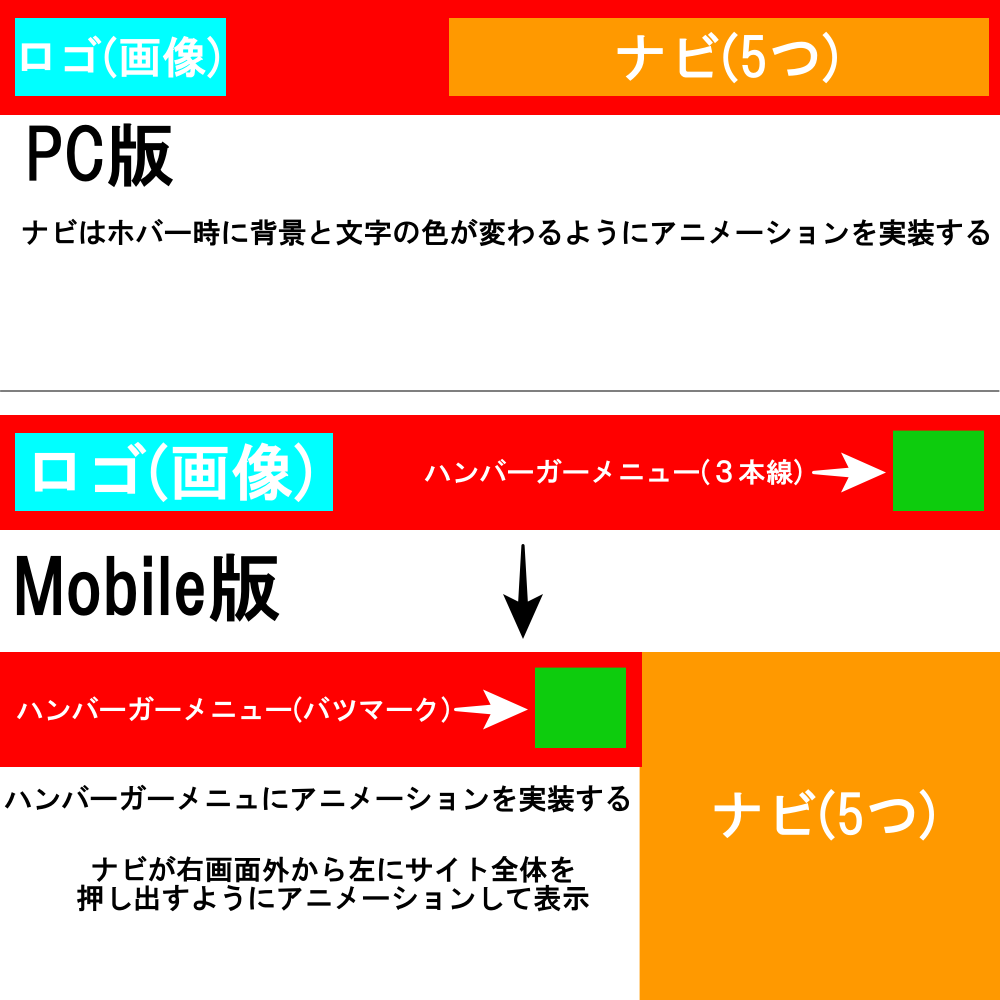 ロゴ(画像)
ナビ(5つ)
PC版
ナビはホバー時に背景と文字の色が変わるようにアニメーションを実装する
ロゴ(画像)
ハンバーガーメニュー(３本線)
Mobile版
ハンバーガーメニュー(バツマーク)
ナビ(5つ)
ハンバーガーメニュにアニメーションを実装する
ナビが右画面外から左にサイト全体を
押し出すようにアニメーションして表示